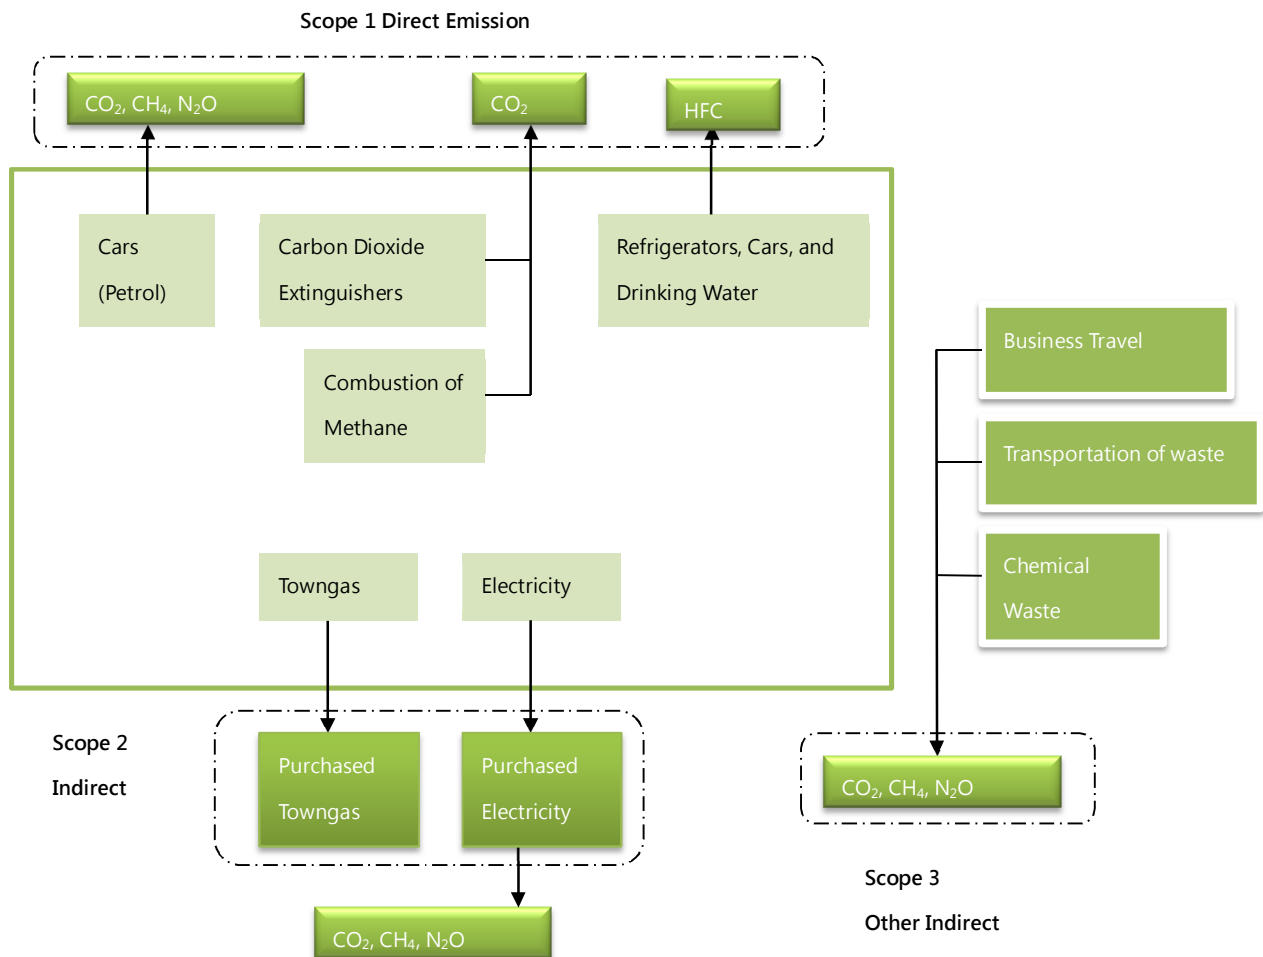 Scope 1 Direct Emission
CO₂, CH₄, N₂O
CO₂
HFC
Cars
(Petrol)
Carbon Dioxide
Extinguishers
Refrigerators, Cars, and
Drinking Water
Combustion of
Methane
Business Travel
Transportation of waste
Chemical
Waste
Towngas
Electricity
Scope 2
Indirect
Purchased
Towngas
Purchased
Electricity
CO₂, CH₄, N₂O
CO₂, CH₄, N₂O
Scope 3
Other Indirect